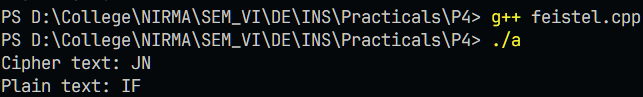 PS D:\College\NIRMA\SEM_VI\DE\INS\Practicals\P4> g++ feistel.cpp
PS D:\College\NIRMA\SEM_VI\DE\INS\Practicals\P4> ./a
Cipher text: JN
Plain text: IF